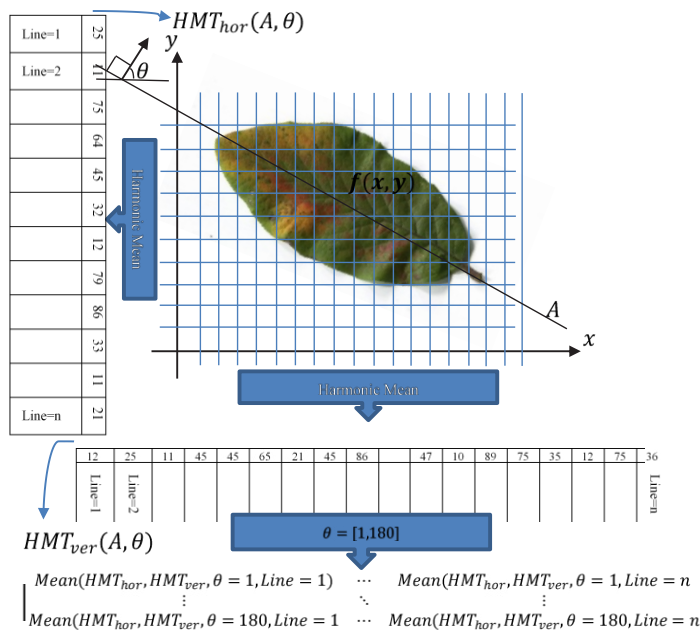 HMT_hor(A, θ)
Line=1 25
y
Line=2
θ
75
64
45
32
12
79
86
33
11
Line=n 21
Harmonic Mean
f(x, y)
A
x
Harmonic Mean
12 25 11 45 45 65 21 45 86 47 10 89 75 35 12 75 36
Line=1 Line=2 Line=n
HMT_ver(A, θ)
θ = [1,180]
Mean(HMT_hor, HMT_ver, θ = 1, Line = 1) ⋯ Mean(HMT_hor, HMT_ver, θ = 1, Line = n
⋮ ⋱ ⋮
Mean(HMT_hor, HMT_ver, θ = 180, Line = 1 ⋯ Mean(HMT_hor, HMT_ver, θ = 180, Line = n